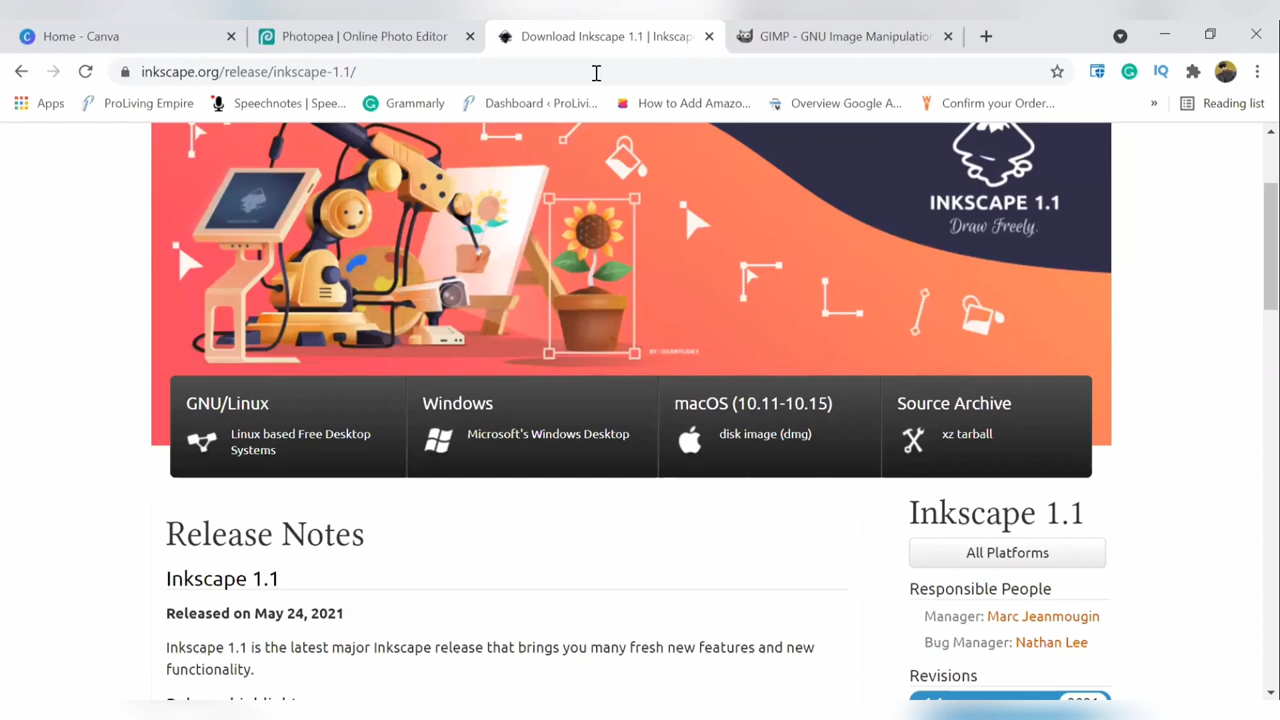 Home - Canva
Photopea | Online Photo Editor
Download Inkscape 1.1 | Inkscap
GIMP - GNU Image Manipulation
inkscape.org/release/inkscape-1.1/
Apps
ProLiving Empire
Speechnotes | Spee...
Grammarly
Dashboard ‹ ProLivi...
How to Add Amazo...
Overview Google A...
Confirm your Order...
»
Reading list
INKSCAPE 1.1
Draw Freely.
GNU/Linux
Linux based Free Desktop
Systems
Windows
Microsoft's Windows Desktop
macOS (10.11-10.15)
disk image (dmg)
Source Archive
xz tarball
Release Notes
Inkscape 1.1
Released on May 24, 2021
Inkscape 1.1 is the latest major Inkscape release that brings you many fresh new features and new
functionality.
Inkscape 1.1
All Platforms
Responsible People
Manager: Marc Jeanmougin
Bug Manager: Nathan Lee
Revisions